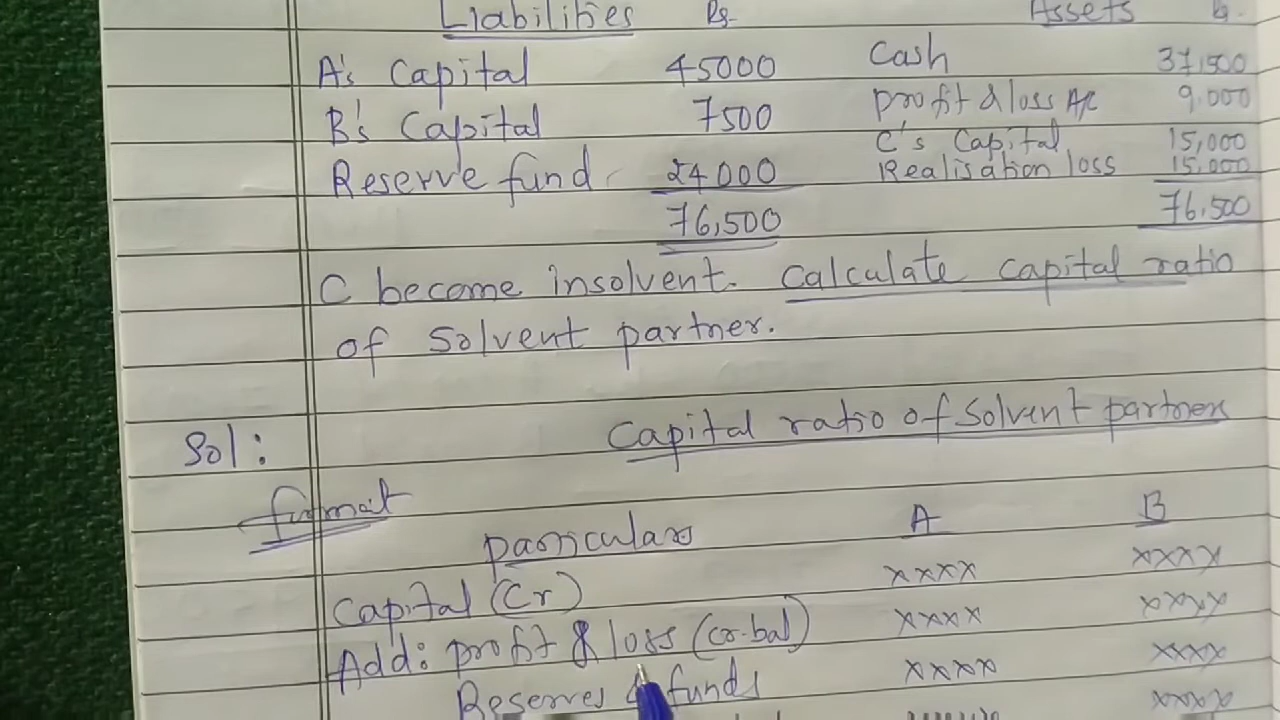 Liabilities Rs. Assets
A's Capital 45000 Cash 37,500
B's Capital 7500 profit & loss A/c 9,000
Reserve fund 24000 C's Capital 15,000
Realisation loss 15,000
76,500 76,500
C become insolvent. Calculate capital ratio
of solvent partner.
Sol: Capital ratio of solvent partners
format
particulars A B
Capital (Cr) xxxx xxxx
Add: profit & loss (cr.bal) xxxx xxxx
Reserves & funds xxxx xxxx
xxxx